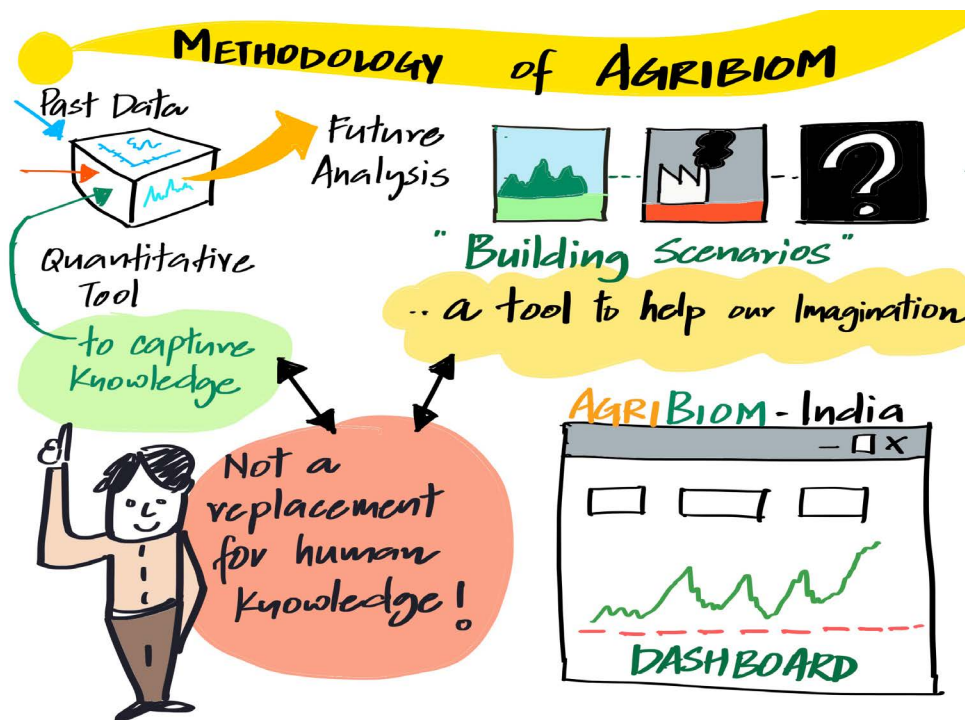 METHODOLOGY of AGRIBIOM
Past Data
Future
Analysis
Quantitative
Tool
to capture
Knowledge
?
"Building Scenarios"
.. a tool to help our Imagination
Not a
replacement
for human
Knowledge!
AGRIBIOM - India
DASHBOARD